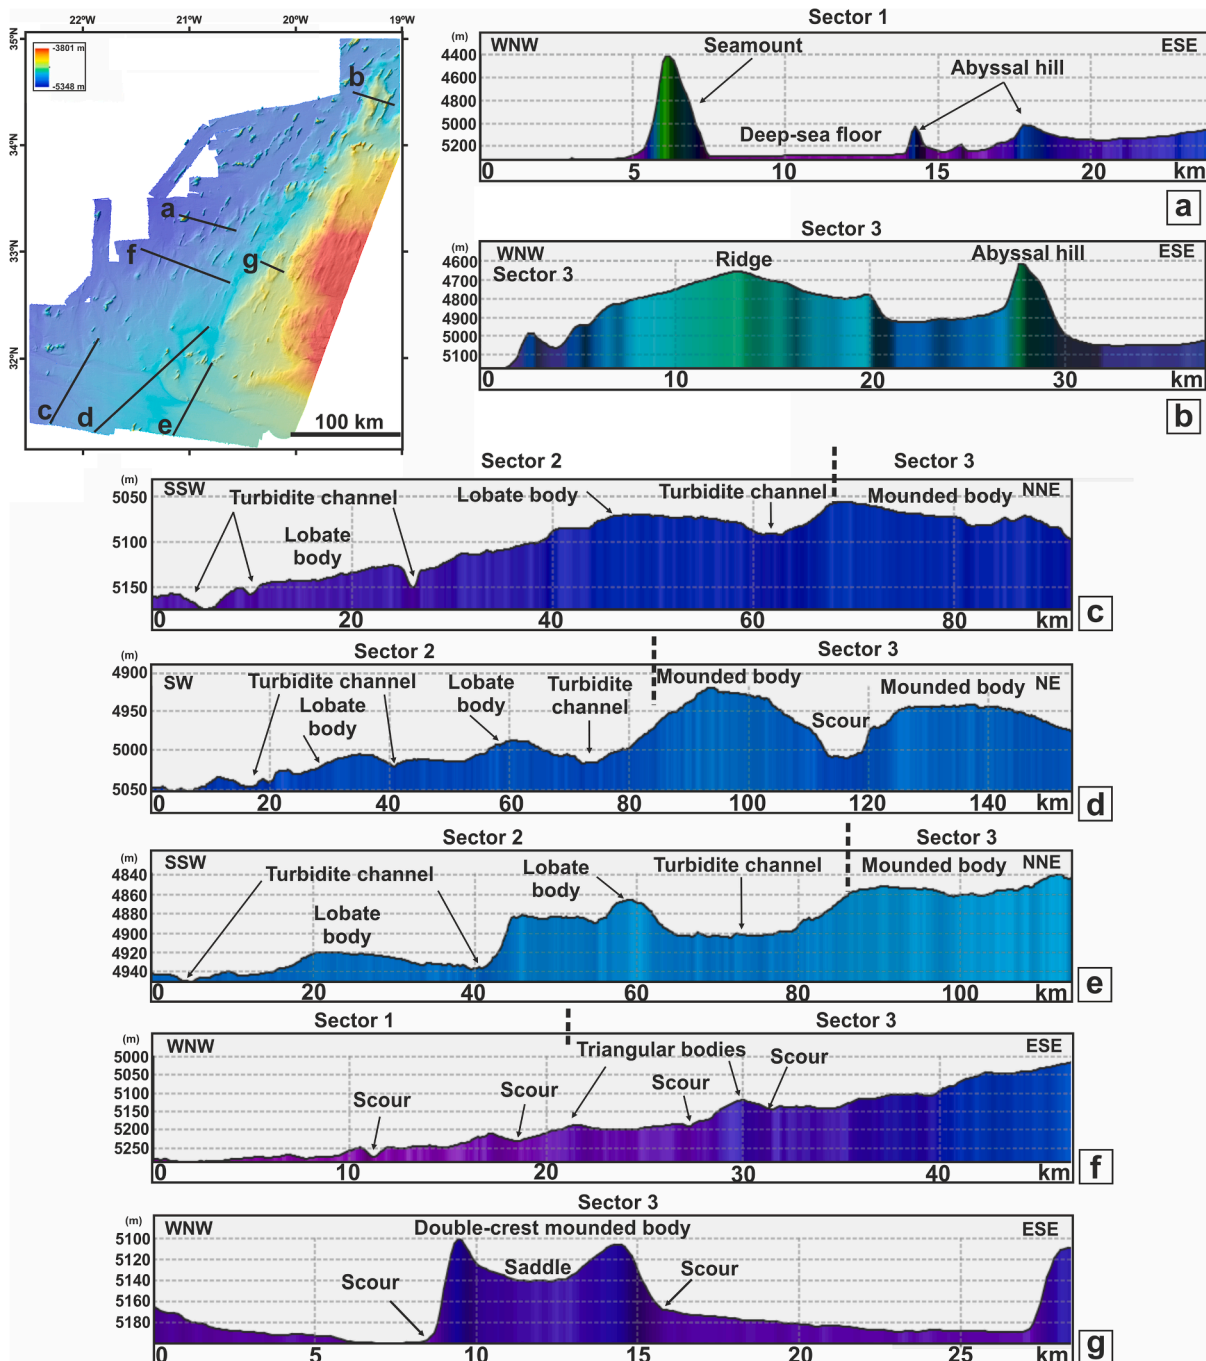 22°W 21°W 20°W 19°W
35°N
34°N
33°N
32°N
-3801 m
-5348 m
b
a
f
g
c
d
e
100 km
Sector 1
(m)
WNW
Seamount
ESE
Abyssal hill
Deep-sea floor
4400
4600
4800
5000
5200
0 5 10 15 20 km
a
Sector 3
(m)
WNW
Sector 3
Ridge
Abyssal hill
ESE
4600
4700
4800
4900
5000
5100
0 10 20 30 km
b
Sector 2
Sector 3
(m)
SSW
Turbidite channel
Lobate body
Turbidite channel
Mounded body
NNE
Lobate
body
5050
5100
5150
0 20 40 60 80 km
c
Sector 2
Sector 3
(m)
SW
Turbidite channel
Lobate
body
Lobate
body
Turbidite
channel
Mounded body
Scour
Mounded body
NE
4900
4950
5000
5050
0 20 40 60 80 100 120 140 km
d
Sector 2
Sector 3
(m)
SSW
Turbidite channel
Lobate
body
Lobate
body
Turbidite channel
Mounded body
NNE
4840
4860
4880
4900
4920
4940
0 20 40 60 80 100 km
e
Sector 1
Sector 3
(m)
WNW
Triangular bodies
ESE
Scour
Scour
Scour
Scour
5000
5050
5100
5150
5200
5250
10 20 30 40 km
f
Sector 3
(m)
WNW
Double-crest mounded body
ESE
Scour
Saddle
Scour
5100
5120
5140
5160
5180
0 5 10 15 20 25 km
g